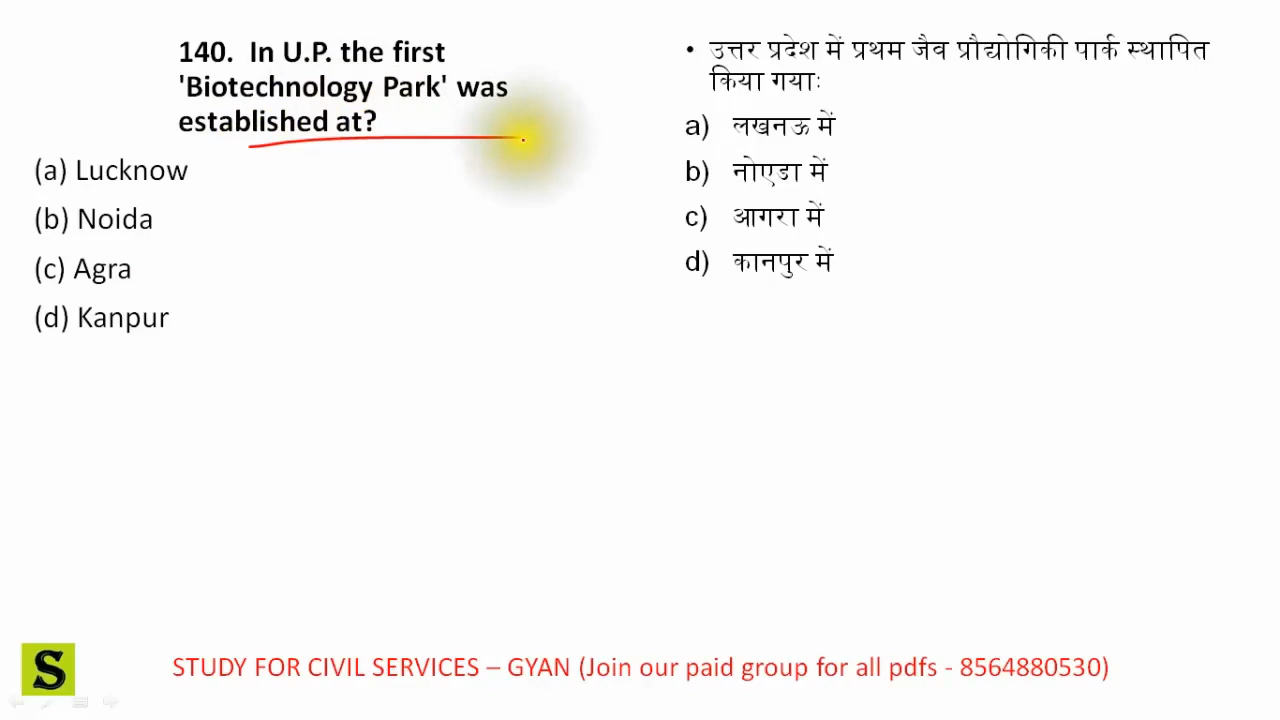 140. In U.P. the first
'Biotechnology Park' was
established at?
(a) Lucknow
(b) Noida
(c) Agra
(d) Kanpur
• उत्तर प्रदेश में प्रथम जैव प्रौद्योगिकी पार्क स्थापित
किया गयाः
a) लखनऊ में
b) नोएडा में
c) आगरा में
d) कानपुर में
S
STUDY FOR CIVIL SERVICES – GYAN (Join our paid group for all pdfs - 8564880530)